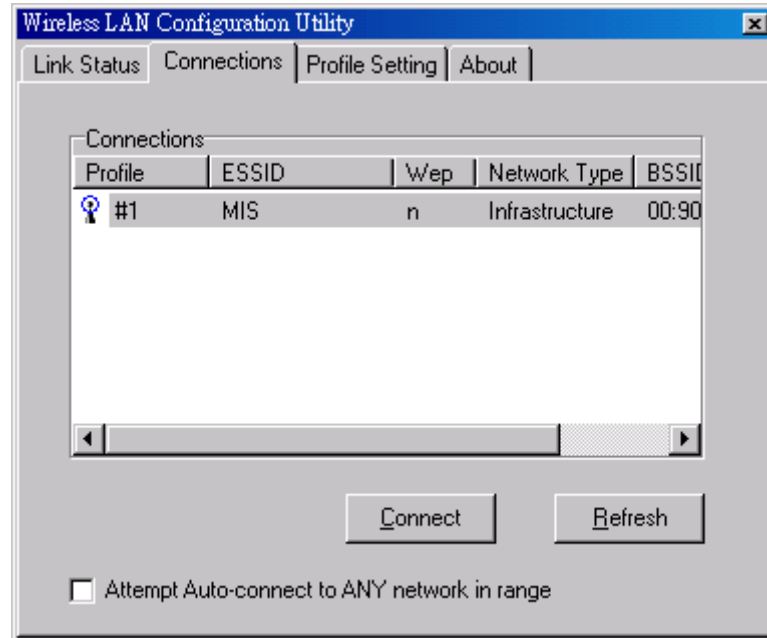 Wireless LAN Configuration Utility
Link Status Connections Profile Setting About
Connections
Profile ESSID Wep Network Type BSSID
#1 MIS n Infrastructure 00:90
Connect Refresh
Attempt Auto-connect to ANY network in range